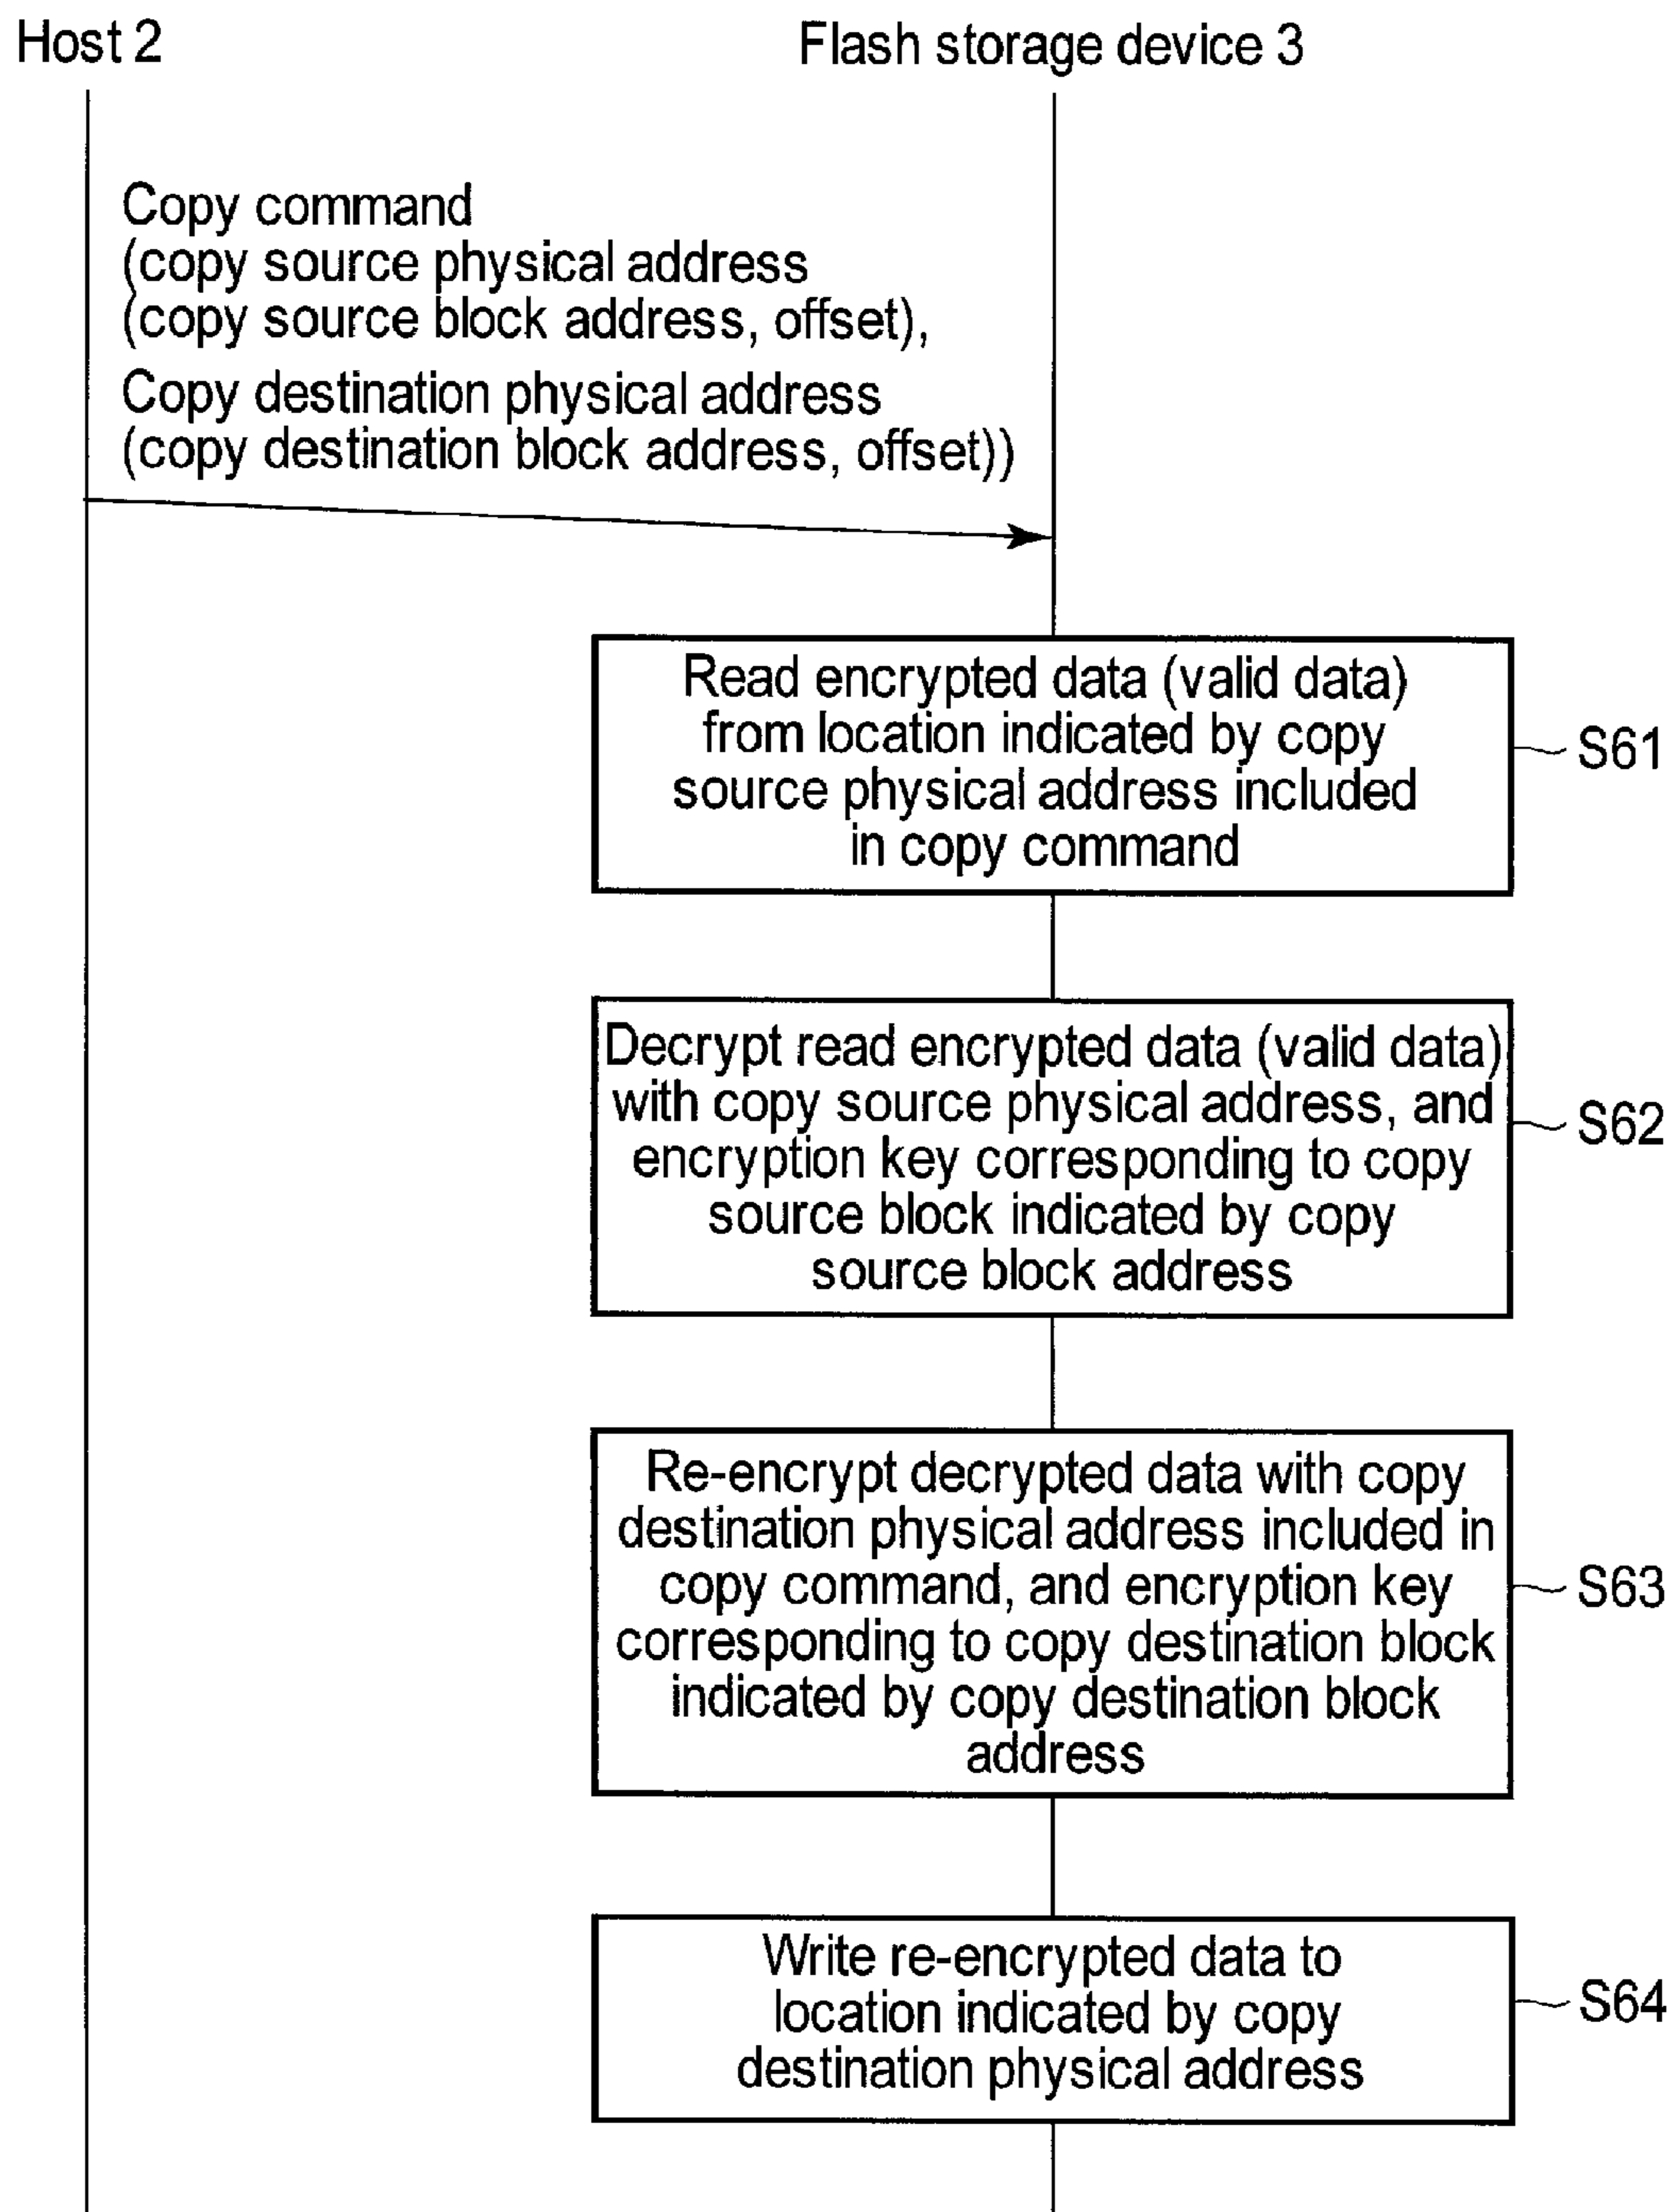 Host 2
Flash storage device 3
Copy command
(copy source physical address
(copy source block address, offset),
Copy destination physical address
(copy destination block address, offset))
Read encrypted data (valid data)
from location indicated by copy
source physical address included
in copy command
S61
Decrypt read encrypted data (valid data)
with copy source physical address, and
encryption key corresponding to copy
source block indicated by copy
source block address
S62
Re-encrypt decrypted data with copy
destination physical address included in
copy command, and encryption key
corresponding to copy destination block
indicated by copy destination block
address
S63
Write re-encrypted data to
location indicated by copy
destination physical address
S64